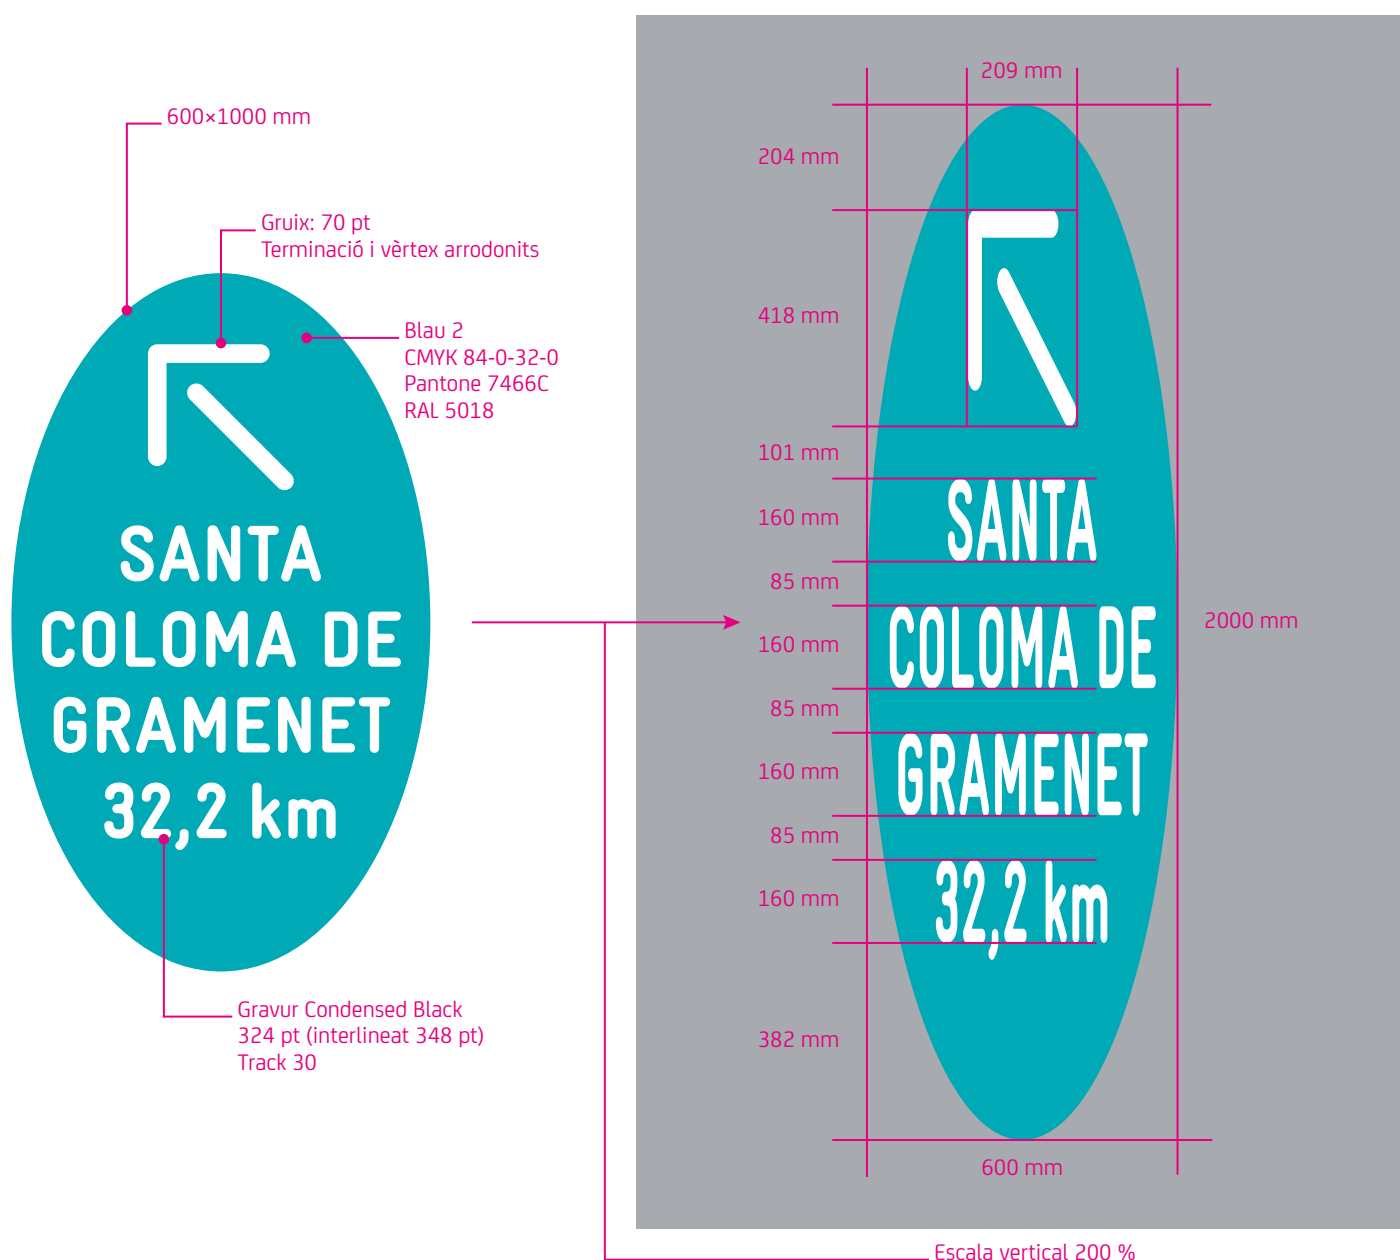 600×1000 mm
Gruix: 70 pt
Terminació i vèrtex arrodonits
Blau 2
CMYK 84-0-32-0
Pantone 7466C
RAL 5018
SANTA
COLOMA DE
GRAMENET
32,2 km
Gravur Condensed Black
324 pt (interlineat 348 pt)
Track 30
209 mm
204 mm
418 mm
101 mm
160 mm
85 mm
160 mm
85 mm
160 mm
85 mm
160 mm
382 mm
SANTA
COLOMA DE
GRAMENET
32,2 km
2000 mm
600 mm
Escala vertical 200 %